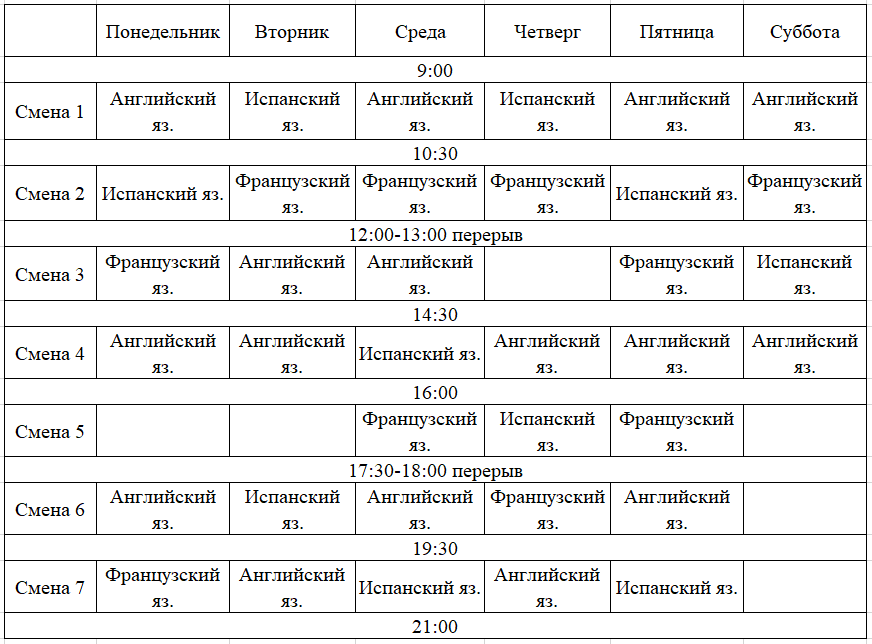 Понедельник Вторник Среда Четверг Пятница Суббота
9:00
Смена 1 Английский яз. Испанский яз. Английский яз. Испанский яз. Английский яз. Английский яз.
10:30
Смена 2 Испанский яз. Французский яз. Французский яз. Французский яз. Испанский яз. Французский яз.
12:00-13:00 перерыв
Смена 3 Французский яз. Английский яз. Английский яз. Французский яз. Испанский яз.
14:30
Смена 4 Английский яз. Английский яз. Испанский яз. Английский яз. Английский яз. Английский яз.
16:00
Смена 5 Французский яз. Испанский яз. Французский яз.
17:30-18:00 перерыв
Смена 6 Английский яз. Испанский яз. Английский яз. Французский яз. Английский яз.
19:30
Смена 7 Французский яз. Английский яз. Испанский яз. Английский яз. Испанский яз.
21:00